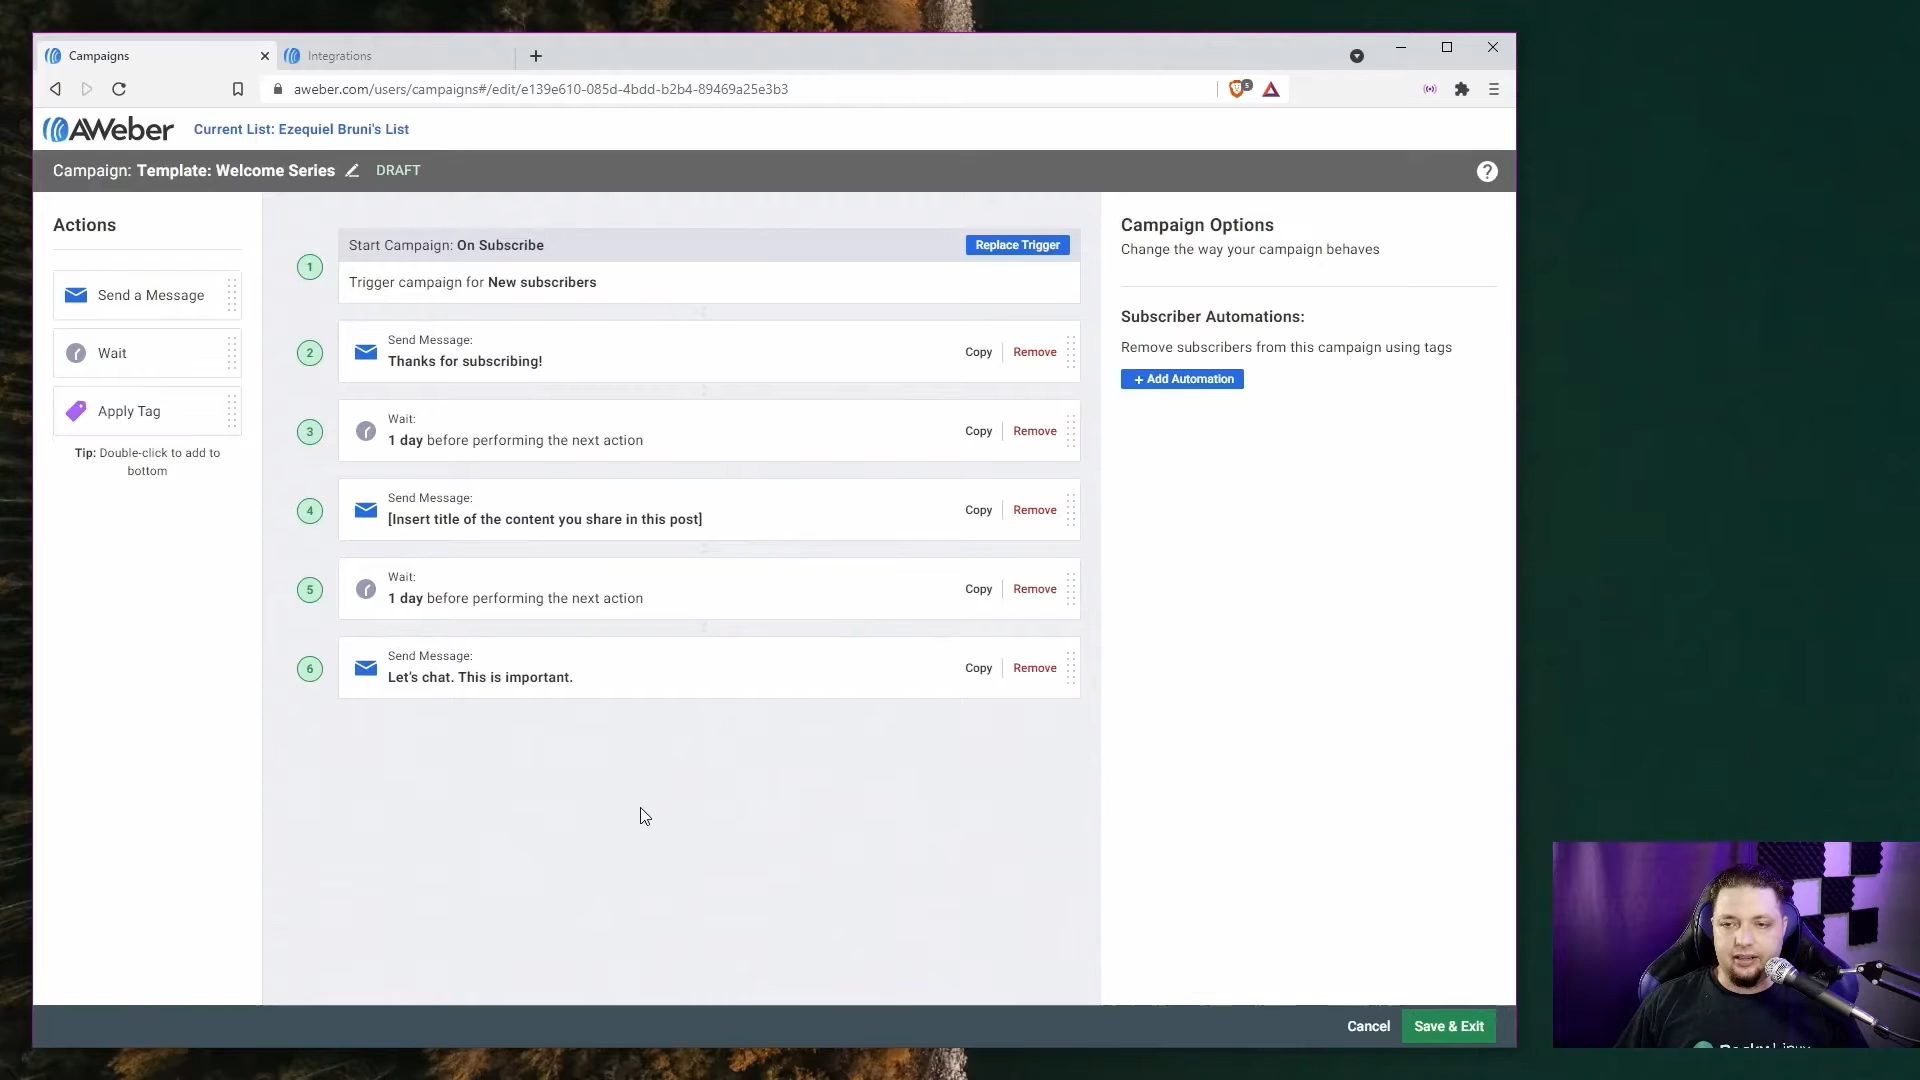 Campaigns
Integrations
aweber.com/users/campaigns#/edit/e139e610-085d-4bdd-b2b4-89469a25e3b3
5
AWeber
Current List: Ezequiel Bruni's List
Campaign: Template: Welcome Series
DRAFT
?
Actions
Send a Message
Wait
Apply Tag
Tip: Double-click to add to
bottom
1
Start Campaign: On Subscribe
Replace Trigger
Trigger campaign for New subscribers
2
Send Message:
Thanks for subscribing!
Copy
Remove
3
Wait:
1 day before performing the next action
Copy
Remove
4
Send Message:
[Insert title of the content you share in this post]
Copy
Remove
5
Wait:
1 day before performing the next action
Copy
Remove
6
Send Message:
Let's chat. This is important.
Copy
Remove
Campaign Options
Change the way your campaign behaves
Subscriber Automations:
Remove subscribers from this campaign using tags
+ Add Automation
Cancel
Save & Exit